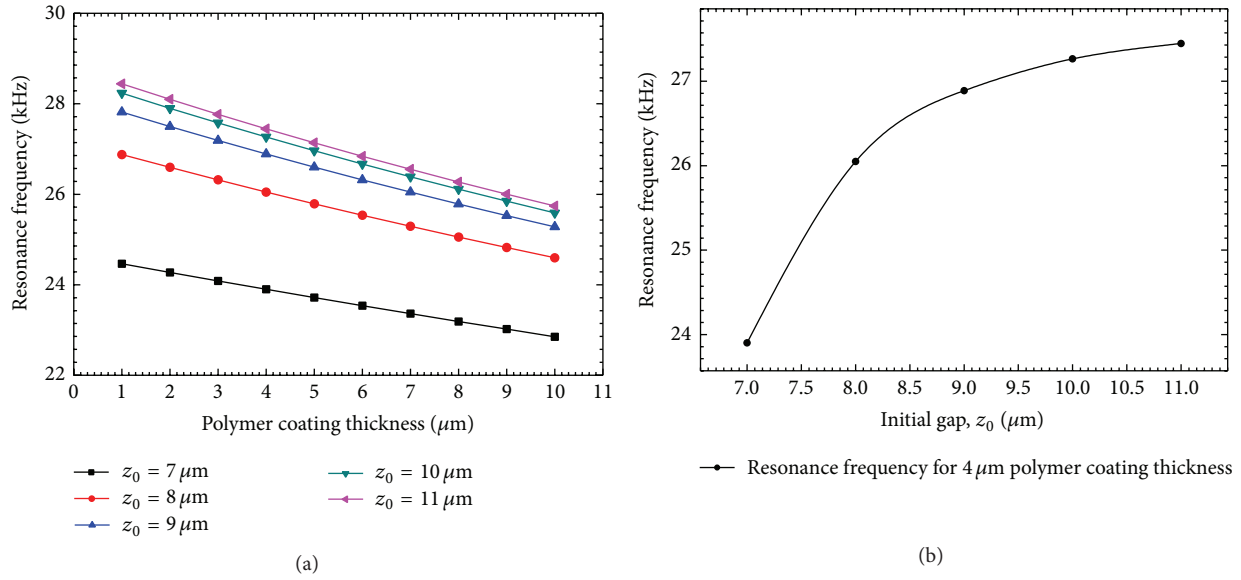 30
28
26
24
22
Resonance frequency (kHz)
0 1 2 3 4 5 6 7 8 9 10 11
Polymer coating thickness (μm)
z₀ = 7 μm
z₀ = 8 μm
z₀ = 9 μm
z₀ = 10 μm
z₀ = 11 μm
(a)
27
26
25
24
Resonance frequency (kHz)
7.0 7.5 8.0 8.5 9.0 9.5 10.0 10.5 11.0
Initial gap, z₀ (μm)
Resonance frequency for 4 μm polymer coating thickness
(b)